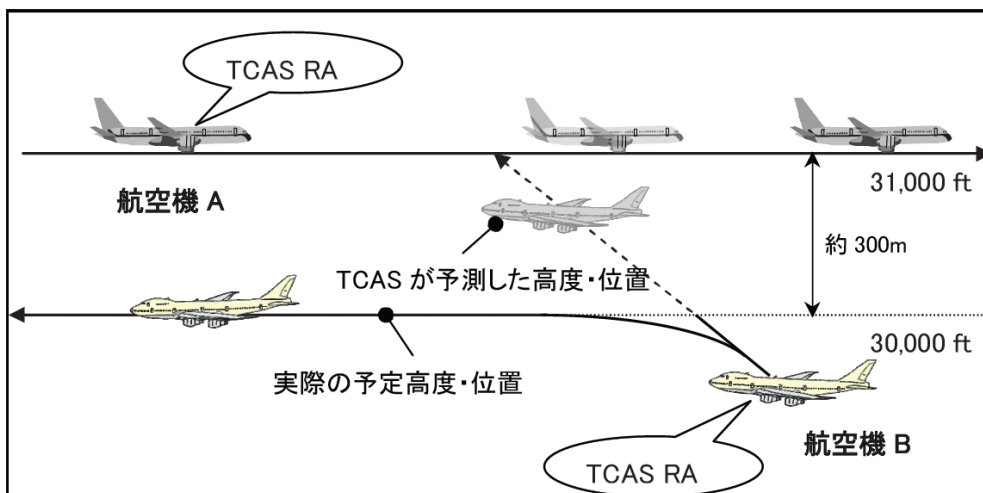 TCAS RA
航空機 A
31,000 ft
約 300m
TCAS が予測した高度・位置
30,000 ft
実際の予定高度・位置
航空機 B
TCAS RA